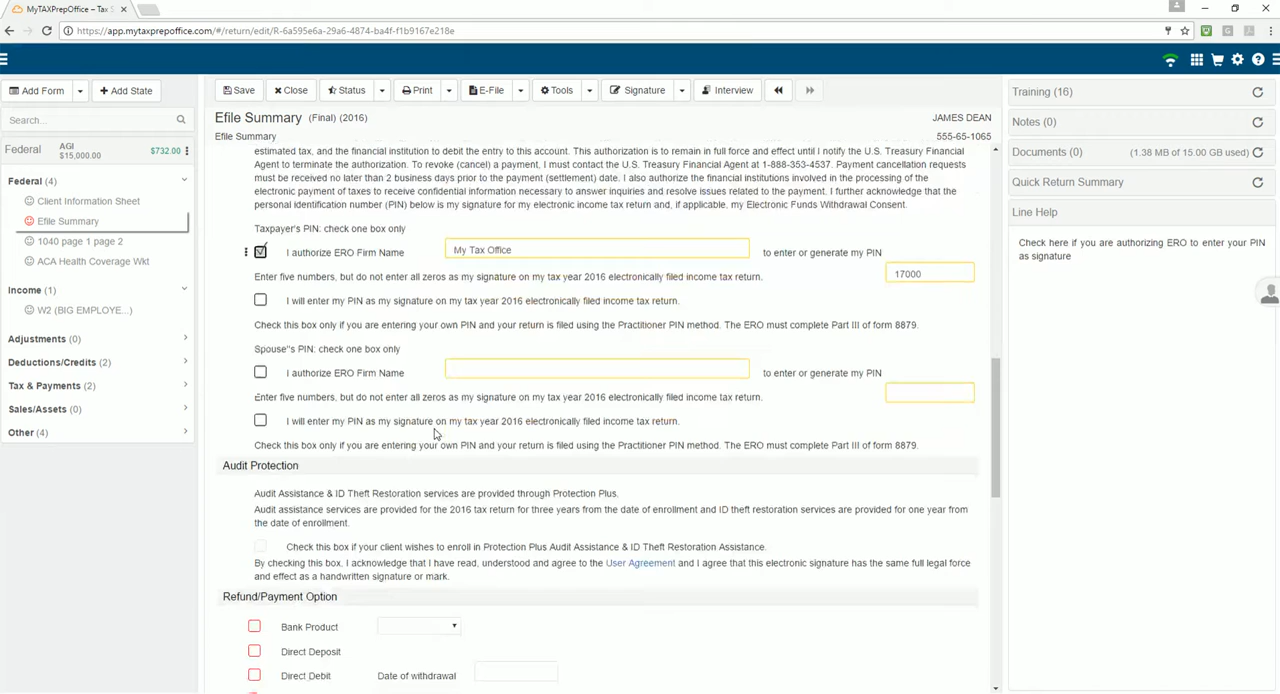 MyTAXPrepOffice – Tax S
https://app.mytaxprepoffice.com/#/return/edit/R-6a595e6a-29a6-4874-ba4f-f1b9167e218e
Add Form
Add State
Save
Close
Status
Print
E-File
Tools
Signature
Interview
Search...
Federal
AGI
$15,000.00
$732.00
Federal (4)
Client Information Sheet
Efile Summary
1040 page 1 page 2
ACA Health Coverage Wkt
Income (1)
W2 (BIG EMPLOYE...)
Adjustments (0)
Deductions/Credits (2)
Tax & Payments (2)
Sales/Assets (0)
Other (4)
Efile Summary (Final) (2016)
JAMES DEAN
Efile Summary
555-65-1065
estimated tax, and the financial institution to debit the entry to this account. This authorization is to remain in full force and effect until I notify the U.S. Treasury Financial
Agent to terminate the authorization. To revoke (cancel) a payment, I must contact the U.S. Treasury Financial Agent at 1-888-353-4537. Payment cancellation requests
must be received no later than 2 business days prior to the payment (settlement) date. I also authorize the financial institutions involved in the processing of the
electronic payment of taxes to receive confidential information necessary to answer inquiries and resolve issues related to the payment. I further acknowledge that the
personal identification number (PIN) below is my signature for my electronic income tax return and, if applicable, my Electronic Funds Withdrawal Consent.
Taxpayer's PIN: check one box only
I authorize ERO Firm Name My Tax Office to enter or generate my PIN
Enter five numbers, but do not enter all zeros as my signature on my tax year 2016 electronically filed income tax return. 17000
I will enter my PIN as my signature on my tax year 2016 electronically filed income tax return.
Check this box only if you are entering your own PIN and your return is filed using the Practitioner PIN method. The ERO must complete Part III of form 8879.
Spouse"s PIN: check one box only
I authorize ERO Firm Name to enter or generate my PIN
Enter five numbers, but do not enter all zeros as my signature on my tax year 2016 electronically filed income tax return.
I will enter my PIN as my signature on my tax year 2016 electronically filed income tax return.
Check this box only if you are entering your own PIN and your return is filed using the Practitioner PIN method. The ERO must complete Part III of form 8879.
Audit Protection
Audit Assistance & ID Theft Restoration services are provided through Protection Plus.
Audit assistance services are provided for the 2016 tax return for three years from the date of enrollment and ID theft restoration services are provided for one year from
the date of enrollment.
Check this box if your client wishes to enroll in Protection Plus Audit Assistance & ID Theft Restoration Assistance.
By checking this box, I acknowledge that I have read, understood and agree to the User Agreement and I agree that this electronic signature has the same full legal force
and effect as a handwritten signature or mark.
Refund/Payment Option
Bank Product
Direct Deposit
Direct Debit Date of withdrawal
Training (16)
Notes (0)
Documents (0) (1.38 MB of 15.00 GB used)
Quick Return Summary
Line Help
Check here if you are authorizing ERO to enter your PIN
as signature